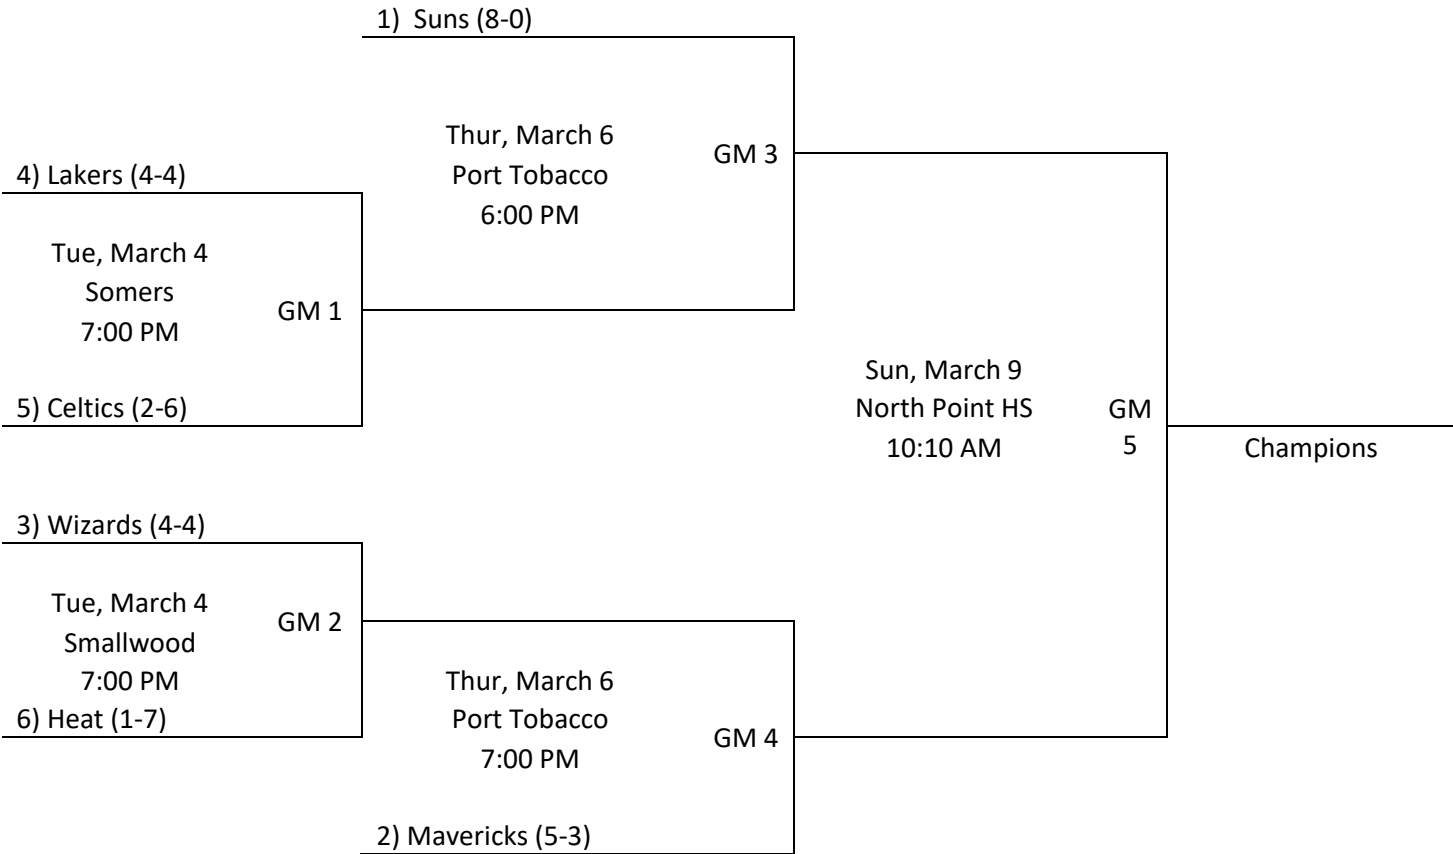 1)  Suns (8-0)
Thur, March 6
Port Tobacco
6:00 PM
GM 3
4) Lakers (4-4)
Tue, March 4
Somers
7:00 PM
GM 1
5) Celtics (2-6)
Sun, March 9
North Point HS
10:10 AM
GM
5
Champions
3) Wizards (4-4)
Tue, March 4
Smallwood
7:00 PM
GM 2
6) Heat (1-7)
Thur, March 6
Port Tobacco
7:00 PM
GM 4
2) Mavericks (5-3)